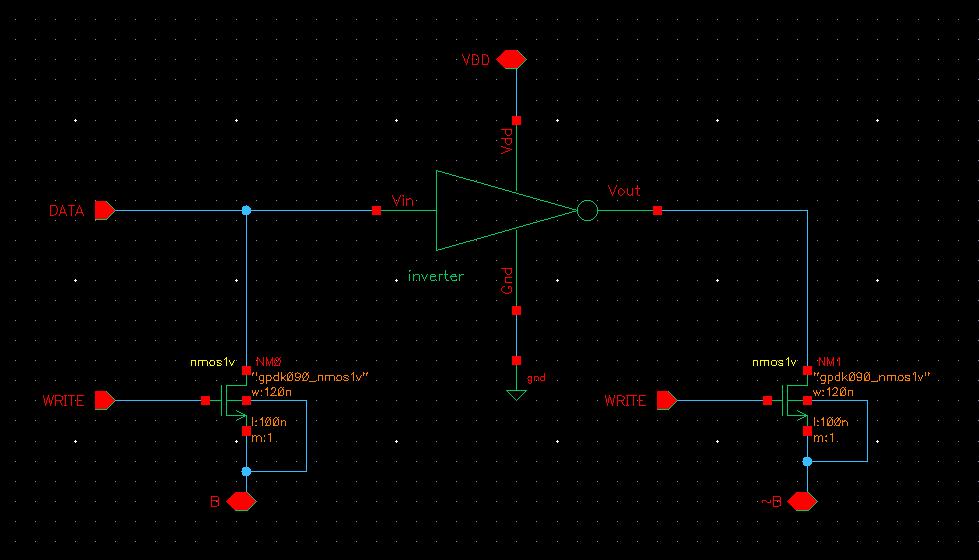 VDD
Vdd
DATA
Vin
Vout
inverter
Gnd
gnd
nmos1v
NM0
"gpdk090_nmos1v"
w:120n
WRITE
l:100n
m:1
B
nmos1v
NM1
"gpdk090_nmos1v"
w:120n
WRITE
l:100n
m:1
~B